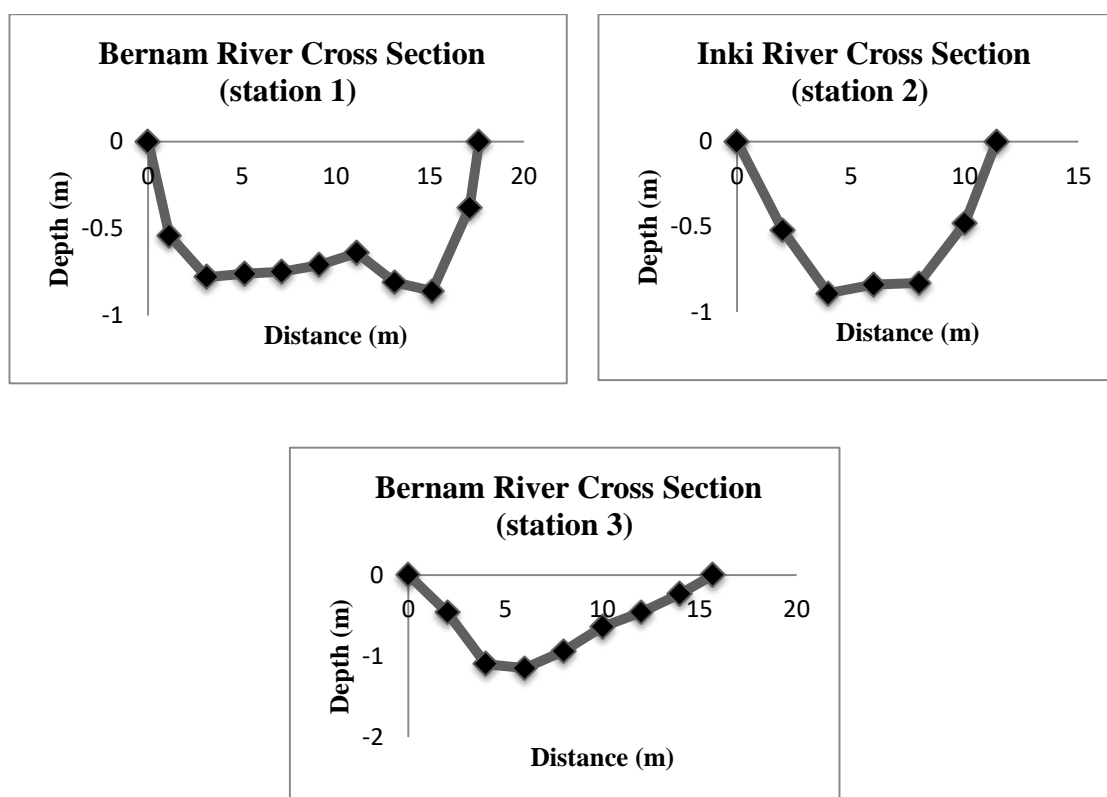 Bernam River Cross Section
(station 1)
0
0 5 10 15 20
-0.5
-1
Depth (m)
Distance (m)
Inki River Cross Section
(station 2)
0
0 5 10 15
-0.5
-1
Depth (m)
Distance (m)
Bernam River Cross Section
(station 3)
0
0 5 10 15 20
-1
-2
Depth (m)
Distance (m)